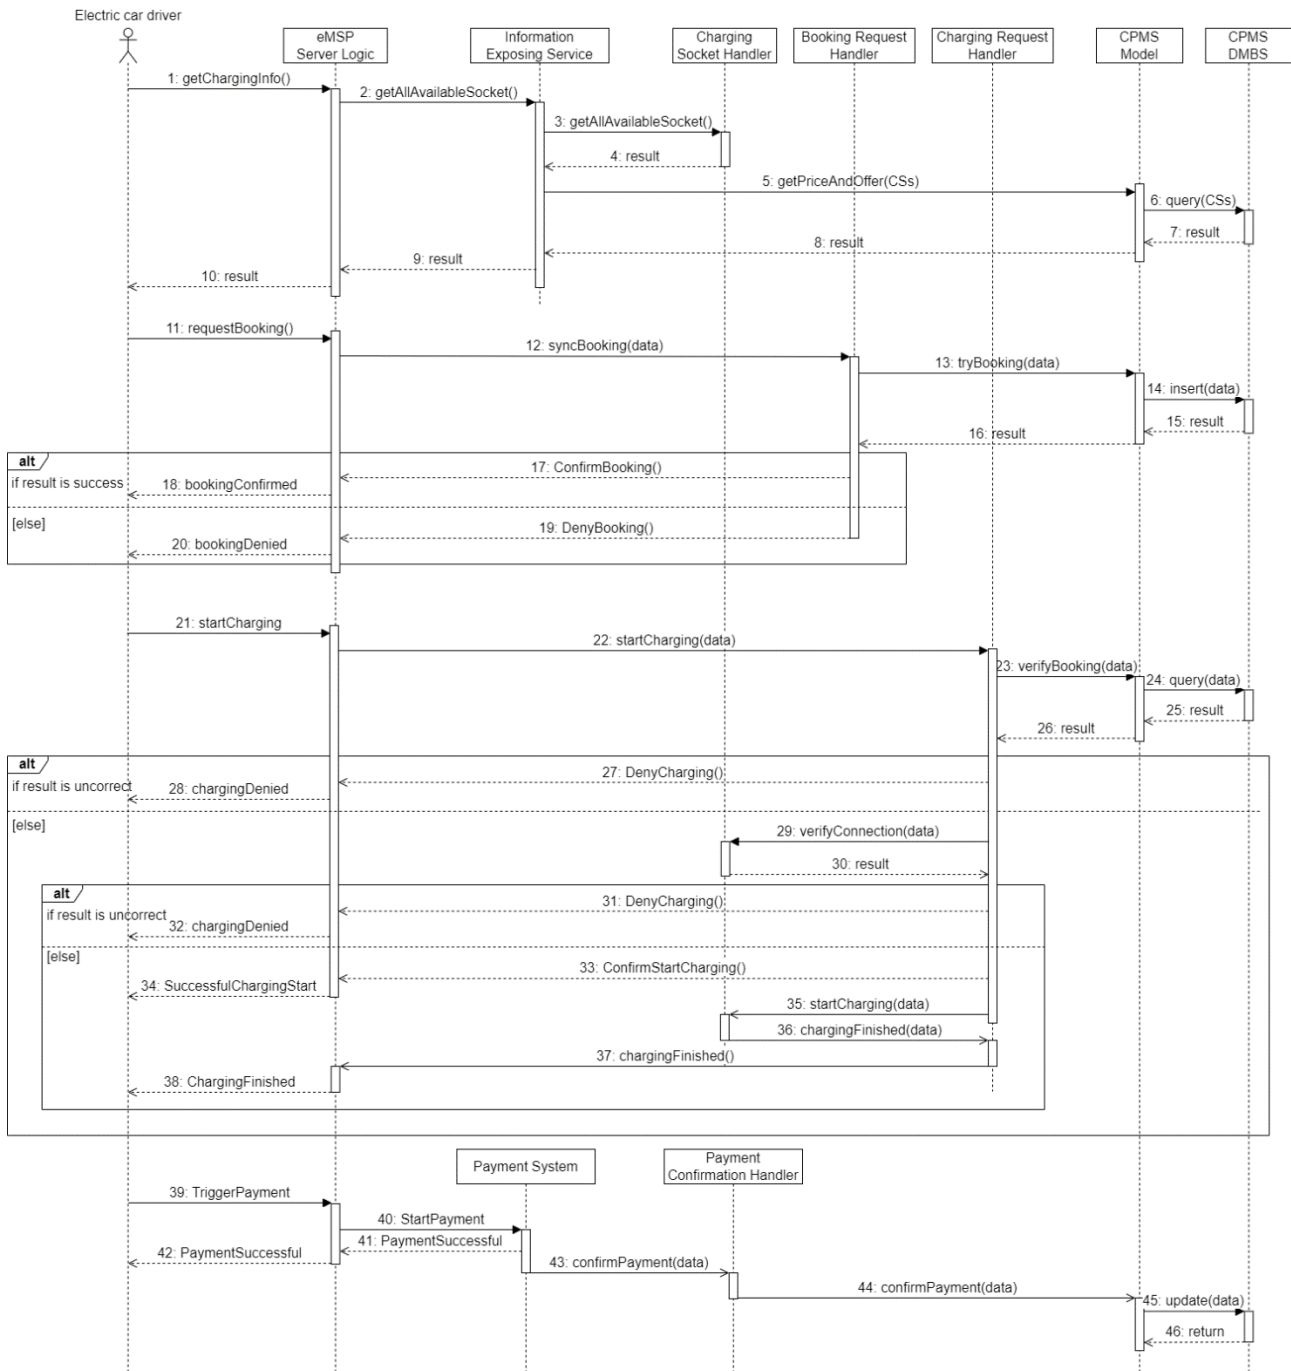 Electric car driver
eMSP
Server Logic
Information
Exposing Service
Charging
Socket Handler
Booking Request
Handler
Charging Request
Handler
CPMS
Model
CPMS
DMBS
1: getChargingInfo()
2: getAllAvailableSocket()
3: getAllAvailableSocket()
4: result
5: getPriceAndOffer(CSs)
6: query(CSs)
7: result
8: result
9: result
10: result
11: requestBooking()
12: syncBooking(data)
13: tryBooking(data)
14: insert(data)
15: result
16: result
alt
if result is success
17: ConfirmBooking()
18: bookingConfirmed
[else]
19: DenyBooking()
20: bookingDenied
21: startCharging
22: startCharging(data)
23: verifyBooking(data)
24: query(data)
25: result
26: result
alt
if result is uncorrect
27: DenyCharging()
28: chargingDenied
[else]
29: verifyConnection(data)
30: result
alt
if result is uncorrect
31: DenyCharging()
32: chargingDenied
[else]
33: ConfirmStartCharging()
34: SuccessfulChargingStart
35: startCharging(data)
36: chargingFinished(data)
37: chargingFinished()
38: ChargingFinished
Payment System
Payment
Confirmation Handler
39: TriggerPayment
40: StartPayment
41: PaymentSuccessful
42: PaymentSuccessful
43: confirmPayment(data)
44: confirmPayment(data)
45: update(data)
46: return